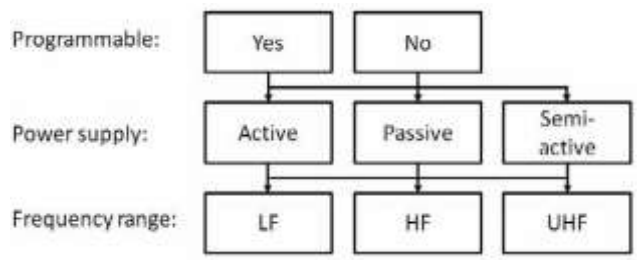 Programmable: Yes No
Power supply: Active Passive Semi-
active
Frequency range: LF HF UHF